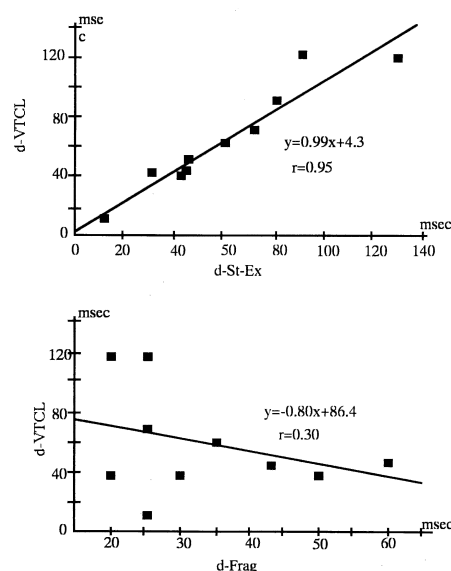 mse
c
120
80
40
0
d-VTCL
y=0.99x+4.3
r=0.95
msec
0 20 40 50 60 80 100 120 140
d-St-Ex
msec
120
80
40
0
d-VTCL
y=-0.80x+86.4
r=0.30
msec
20 30 40 50 60
d-Frag